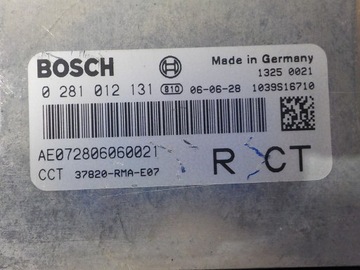 BOSCH
Made in Germany
1325 0021
0 281 012 131 810 06-06-28 1039S16710
AE072806060021
CCT 37820-RMA-E07
R CT